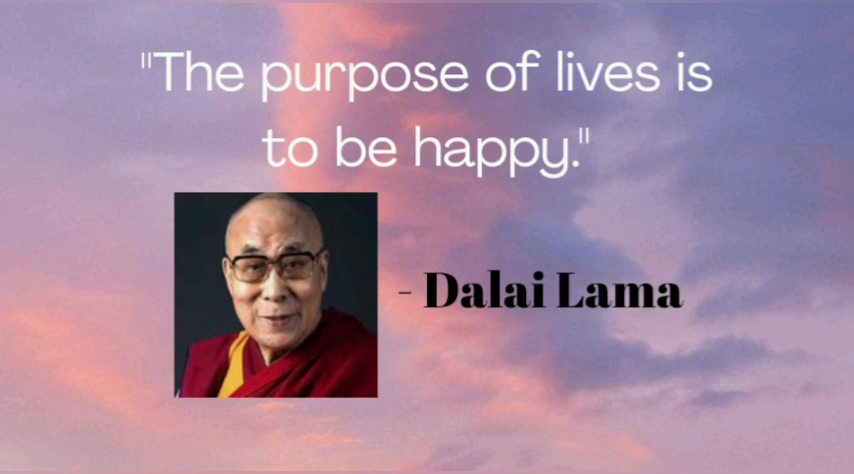 "The purpose of lives is
to be happy."
- Dalai Lama